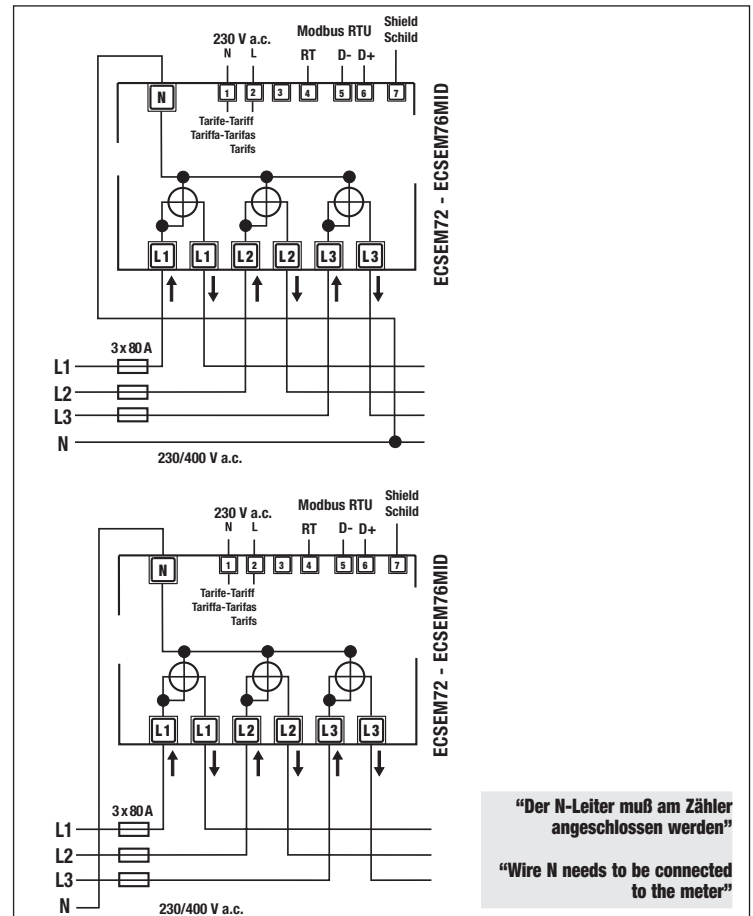 Modbus RTU
Shield
Schild
230 V a.c.
N L RT D- D+
N 1 2 3 4 5 6 7
Tarife-Tariff
Tariffa-Tarifas
Tarifs
ECSEM72 - ECSEM76MID
L1 L1 L2 L2 L3 L3
3 x 80 A
L1
L2
L3
N
230/400 V a.c.
Modbus RTU
Shield
Schild
230 V a.c.
N L RT D- D+
N 1 2 3 4 5 6 7
Tarife-Tariff
Tariffa-Tarifas
Tarifs
ECSEM72 - ECSEM76MID
L1 L1 L2 L2 L3 L3
3 x 80 A
L1
L2
L3
N
230/400 V a.c.
“Der N-Leiter muß am Zähler
angeschlossen werden”
“Wire N needs to be connected
to the meter”